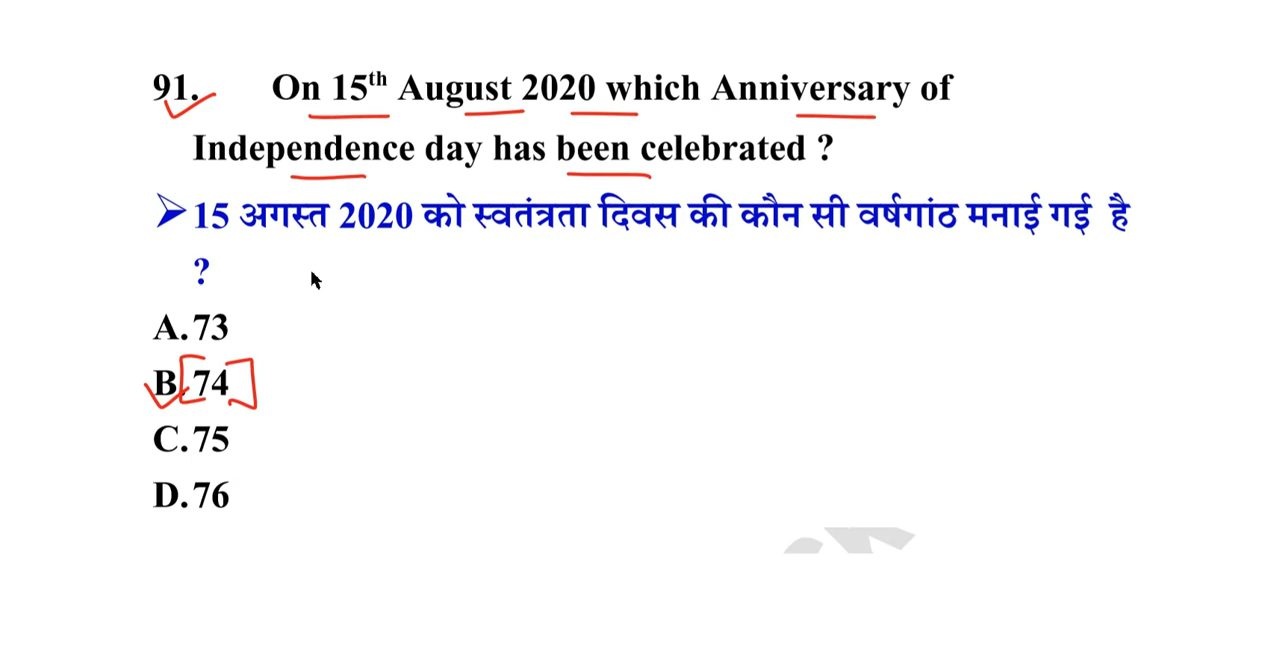 91. On 15th August 2020 which Anniversary of
Independence day has been celebrated ?
➤15 अगस्त 2020 को स्वतंत्रता दिवस की कौन सी वर्षगांठ मनाई गई है
?
A.73
B.74
C.75
D.76